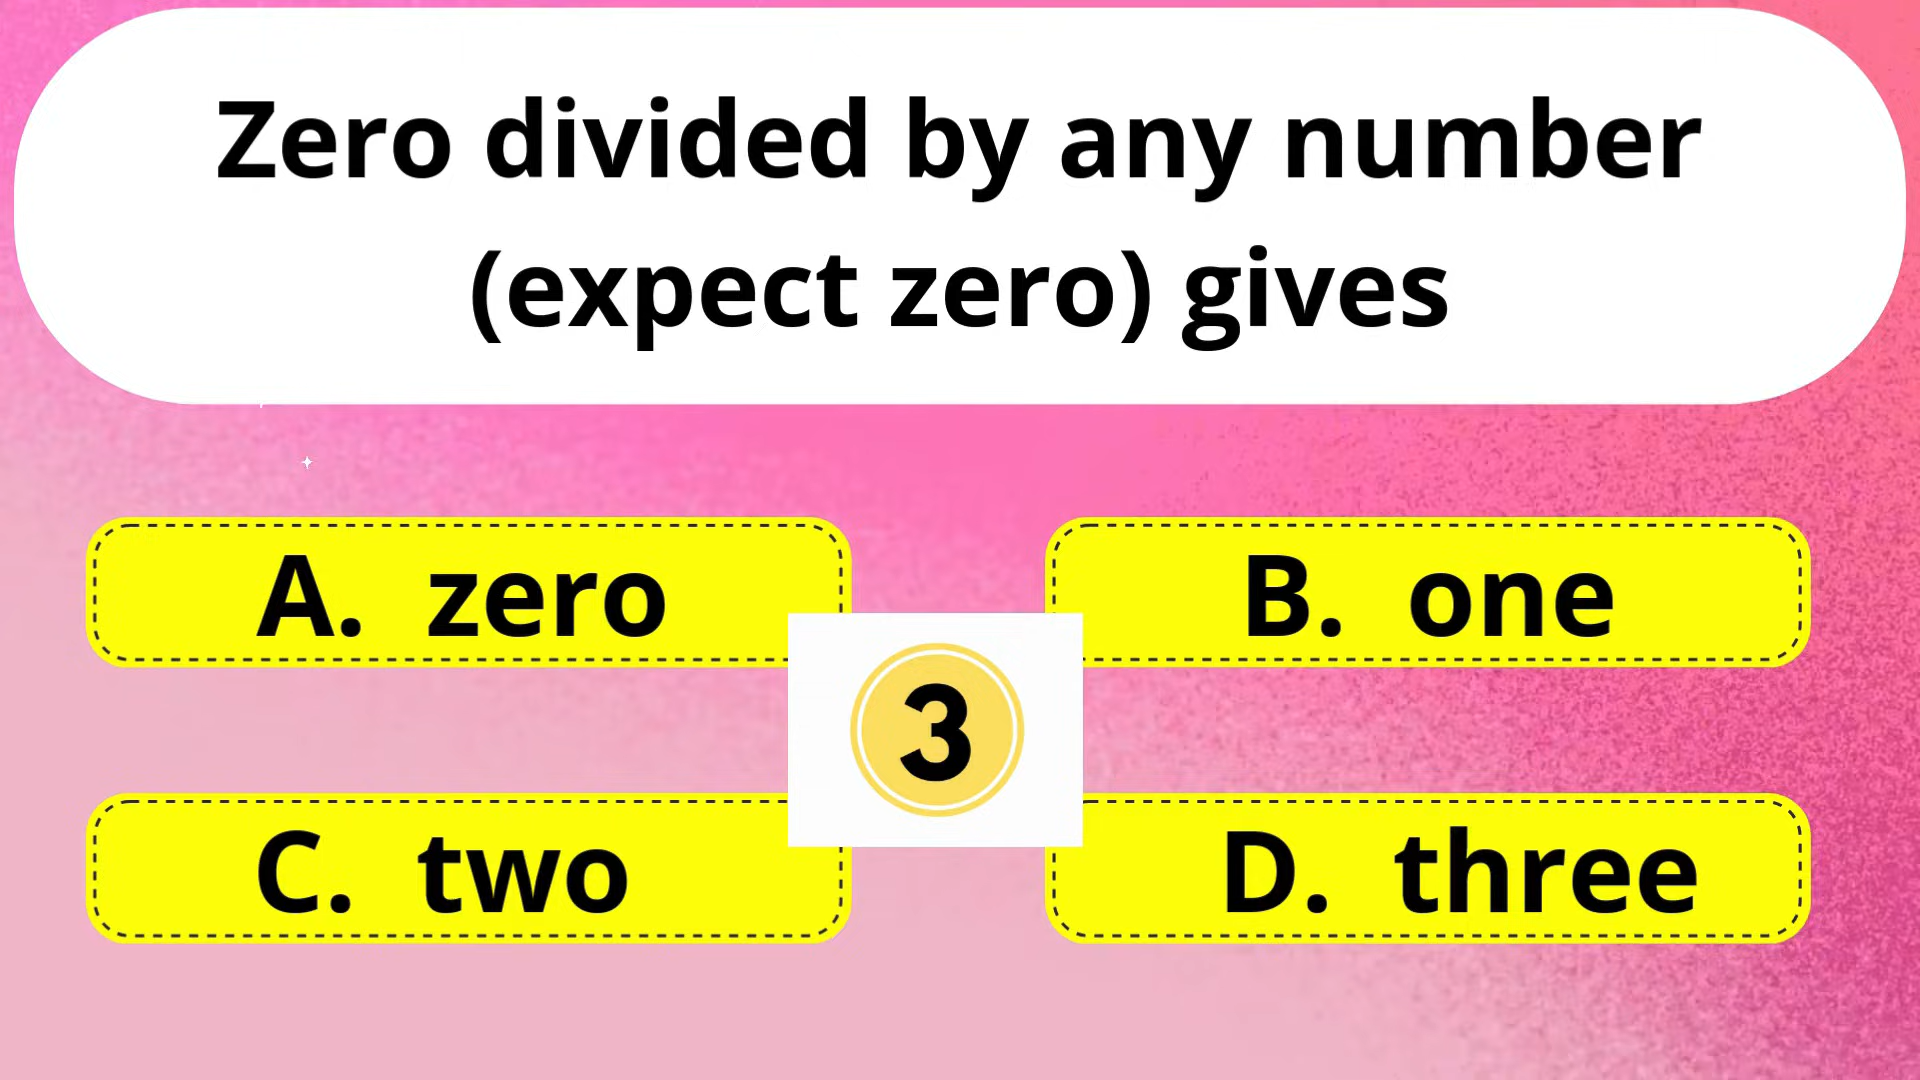 Zero divided by any number
(expect zero) gives
A. zero
B. one
3
C. two
D. three